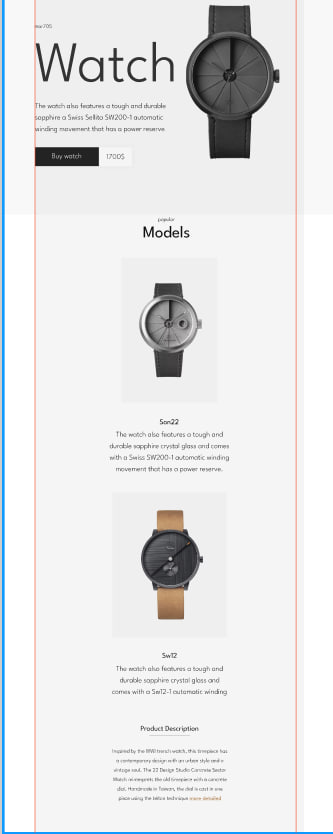 Watch
The watch also features a tough and durable
sapphire a Swiss Sellita SW200-1 automatic
winding movement that has a power reserve
Buy watch 1700$
popular
Models
Son22
The watch also features a tough and
durable sapphire crystal glass and comes
with a Swiss SW200-1 automatic winding
movement that has a power reserve.
Sw12
The watch also features a tough and
durable sapphire crystal glass and
comes with a Sw12-1 automatic winding
Product Description
Inspired by the WWI trench watch, this timepiece has
a contemporary design with an urban style and a
vintage soul. The 22 Design Studio Concrete Sector
Watch reinterprets the old timepiece with a concrete
dial. Handmade in Taiwan, the dial is cast in one
piece using the technique more detailed